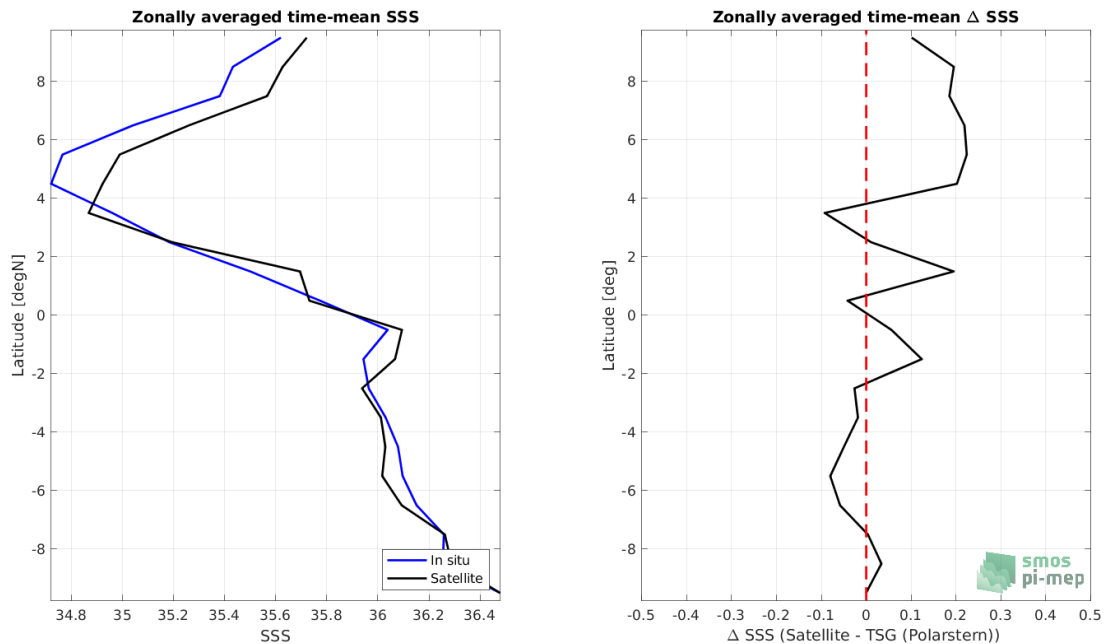 Zonally averaged time-mean SSS
8
6
4
2
0
-2
-4
-6
-8
Latitude [degN]
34.8 35 35.2 35.4 35.6 35.8 36 36.2 36.4
SSS
In situ
Satellite
Zonally averaged time-mean Δ SSS
8
6
4
2
0
-2
-4
-6
-8
Latitude [deg]
-0.5 -0.4 -0.3 -0.2 -0.1 0 0.1 0.2 0.3 0.4 0.5
Δ SSS (Satellite - TSG (Polarstern))
smos
pi-mep